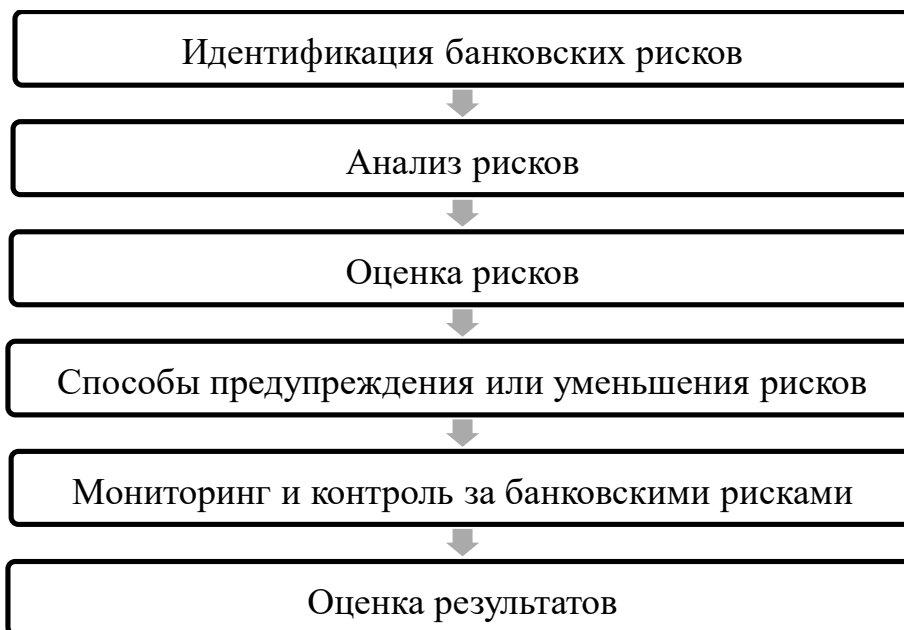 Идентификация банковских рисков
Анализ рисков
Оценка рисков
Способы предупреждения или уменьшения рисков
Мониторинг и контроль за банковскими рисками
Оценка результатов